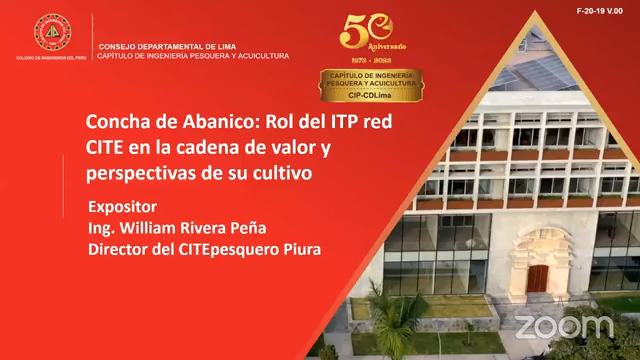 F-20-19 V.00
COLEGIO DE INGENIEROS DEL PERÚ
CONSEJO DEPARTAMENTAL DE LIMA
CAPÍTULO DE INGENIERÍA PESQUERA Y ACUICULTURA
50
Aniversario
1973 - 2023
CAPÍTULO DE INGENIERÍA
PESQUERA Y ACUICULTURA
CIP-CDLima
Concha de Abanico: Rol del ITP red
CITE en la cadena de valor y
perspectivas de su cultivo
Expositor
Ing. William Rivera Peña
Director del CITEpesquero Piura
zoom